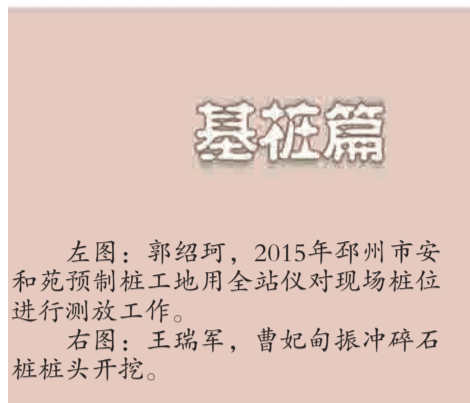 基桩篇
左图：郭绍珂，2015年邳州市安
和苑预制桩工地用全站仪对现场桩位
进行测放工作。
右图：王瑞军，曹妃甸振冲碎石
桩桩头开挖。